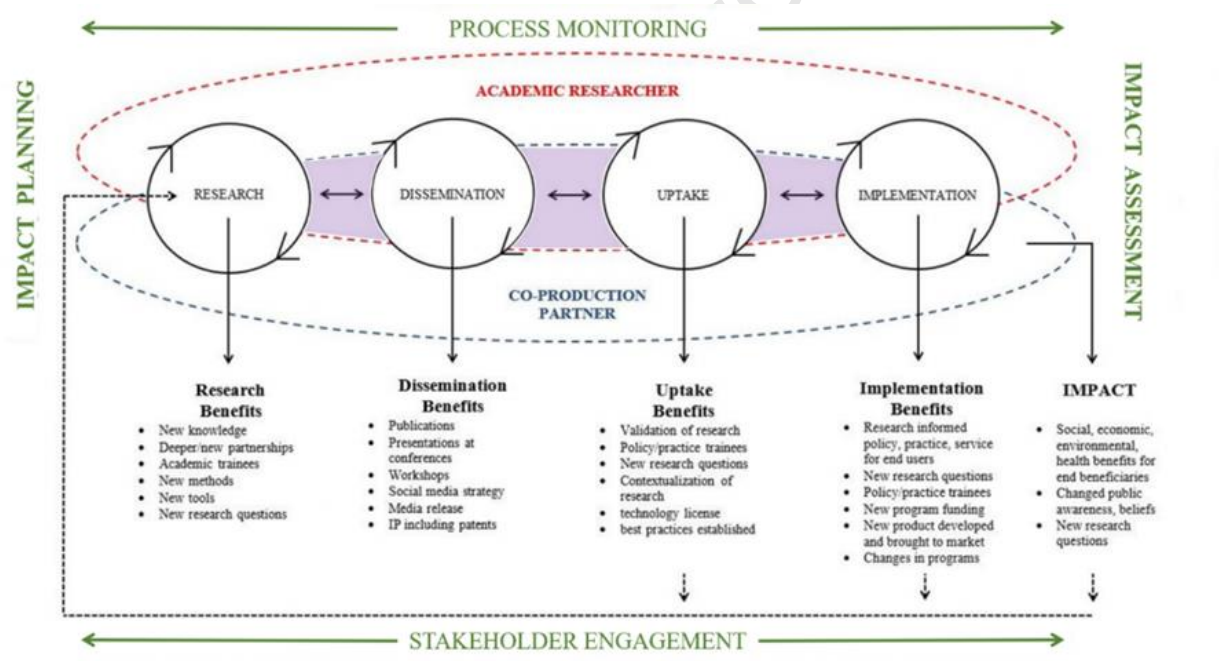 PROCESS MONITORING
IMPACT PLANNING
ACADEMIC RESEARCHER
IMPACT ASSESSMENT
RESEARCH
DISSEMINATION
UPTAKE
IMPLEMENTATION
CO-PRODUCTION
PARTNER
Research
Benefits
• New knowledge
• Deeper/new partnerships
• Academic trainees
• New methods
• New tools
• New research questions
Dissemination
Benefits
• Publications
• Presentations at
conferences
• Workshops
• Social media strategy
• Media release
• IP including patents
Uptake
Benefits
• Validation of research
• Policy/practice trainees
• New research questions
• Contextualization of
research
• technology license
• best practices established
Implementation
Benefits
• Research informed
policy, practice, service
for end users
• New research questions
• Policy/practice trainees
• New program funding
• New product developed
and brought to market
• Changes in programs
IMPACT
• Social, economic,
environmental,
health benefits for
end beneficiaries
• Changed public
awareness, beliefs
• New research
questions
STAKEHOLDER ENGAGEMENT